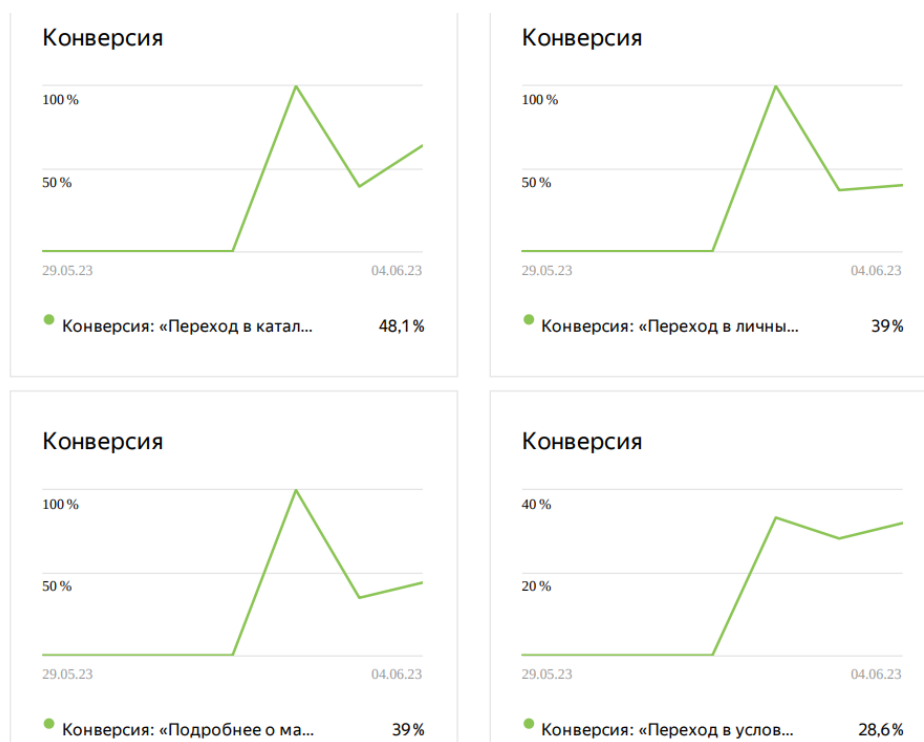 Конверсия
100 %
50 %
29.05.23 04.06.23
Конверсия: «Переход в катал... 48,1 %
Конверсия
100 %
50 %
29.05.23 04.06.23
Конверсия: «Переход в личны... 39 %
Конверсия
100 %
50 %
29.05.23 04.06.23
Конверсия: «Подробнее о ма... 39 %
Конверсия
40 %
20 %
29.05.23 04.06.23
Конверсия: «Переход в услов... 28,6 %